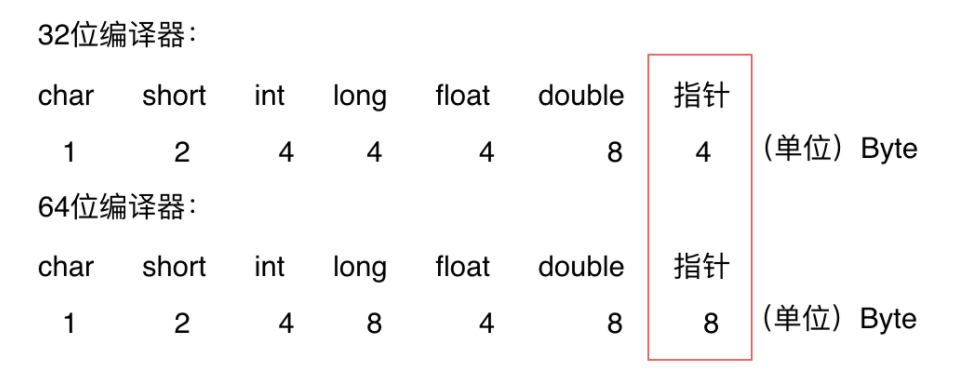 32位编译器：
char short int long float double 指针
1 2 4 4 4 8 4 （单位）Byte
64位编译器：
char short int long float double 指针
1 2 4 8 4 8 8 （单位）Byte